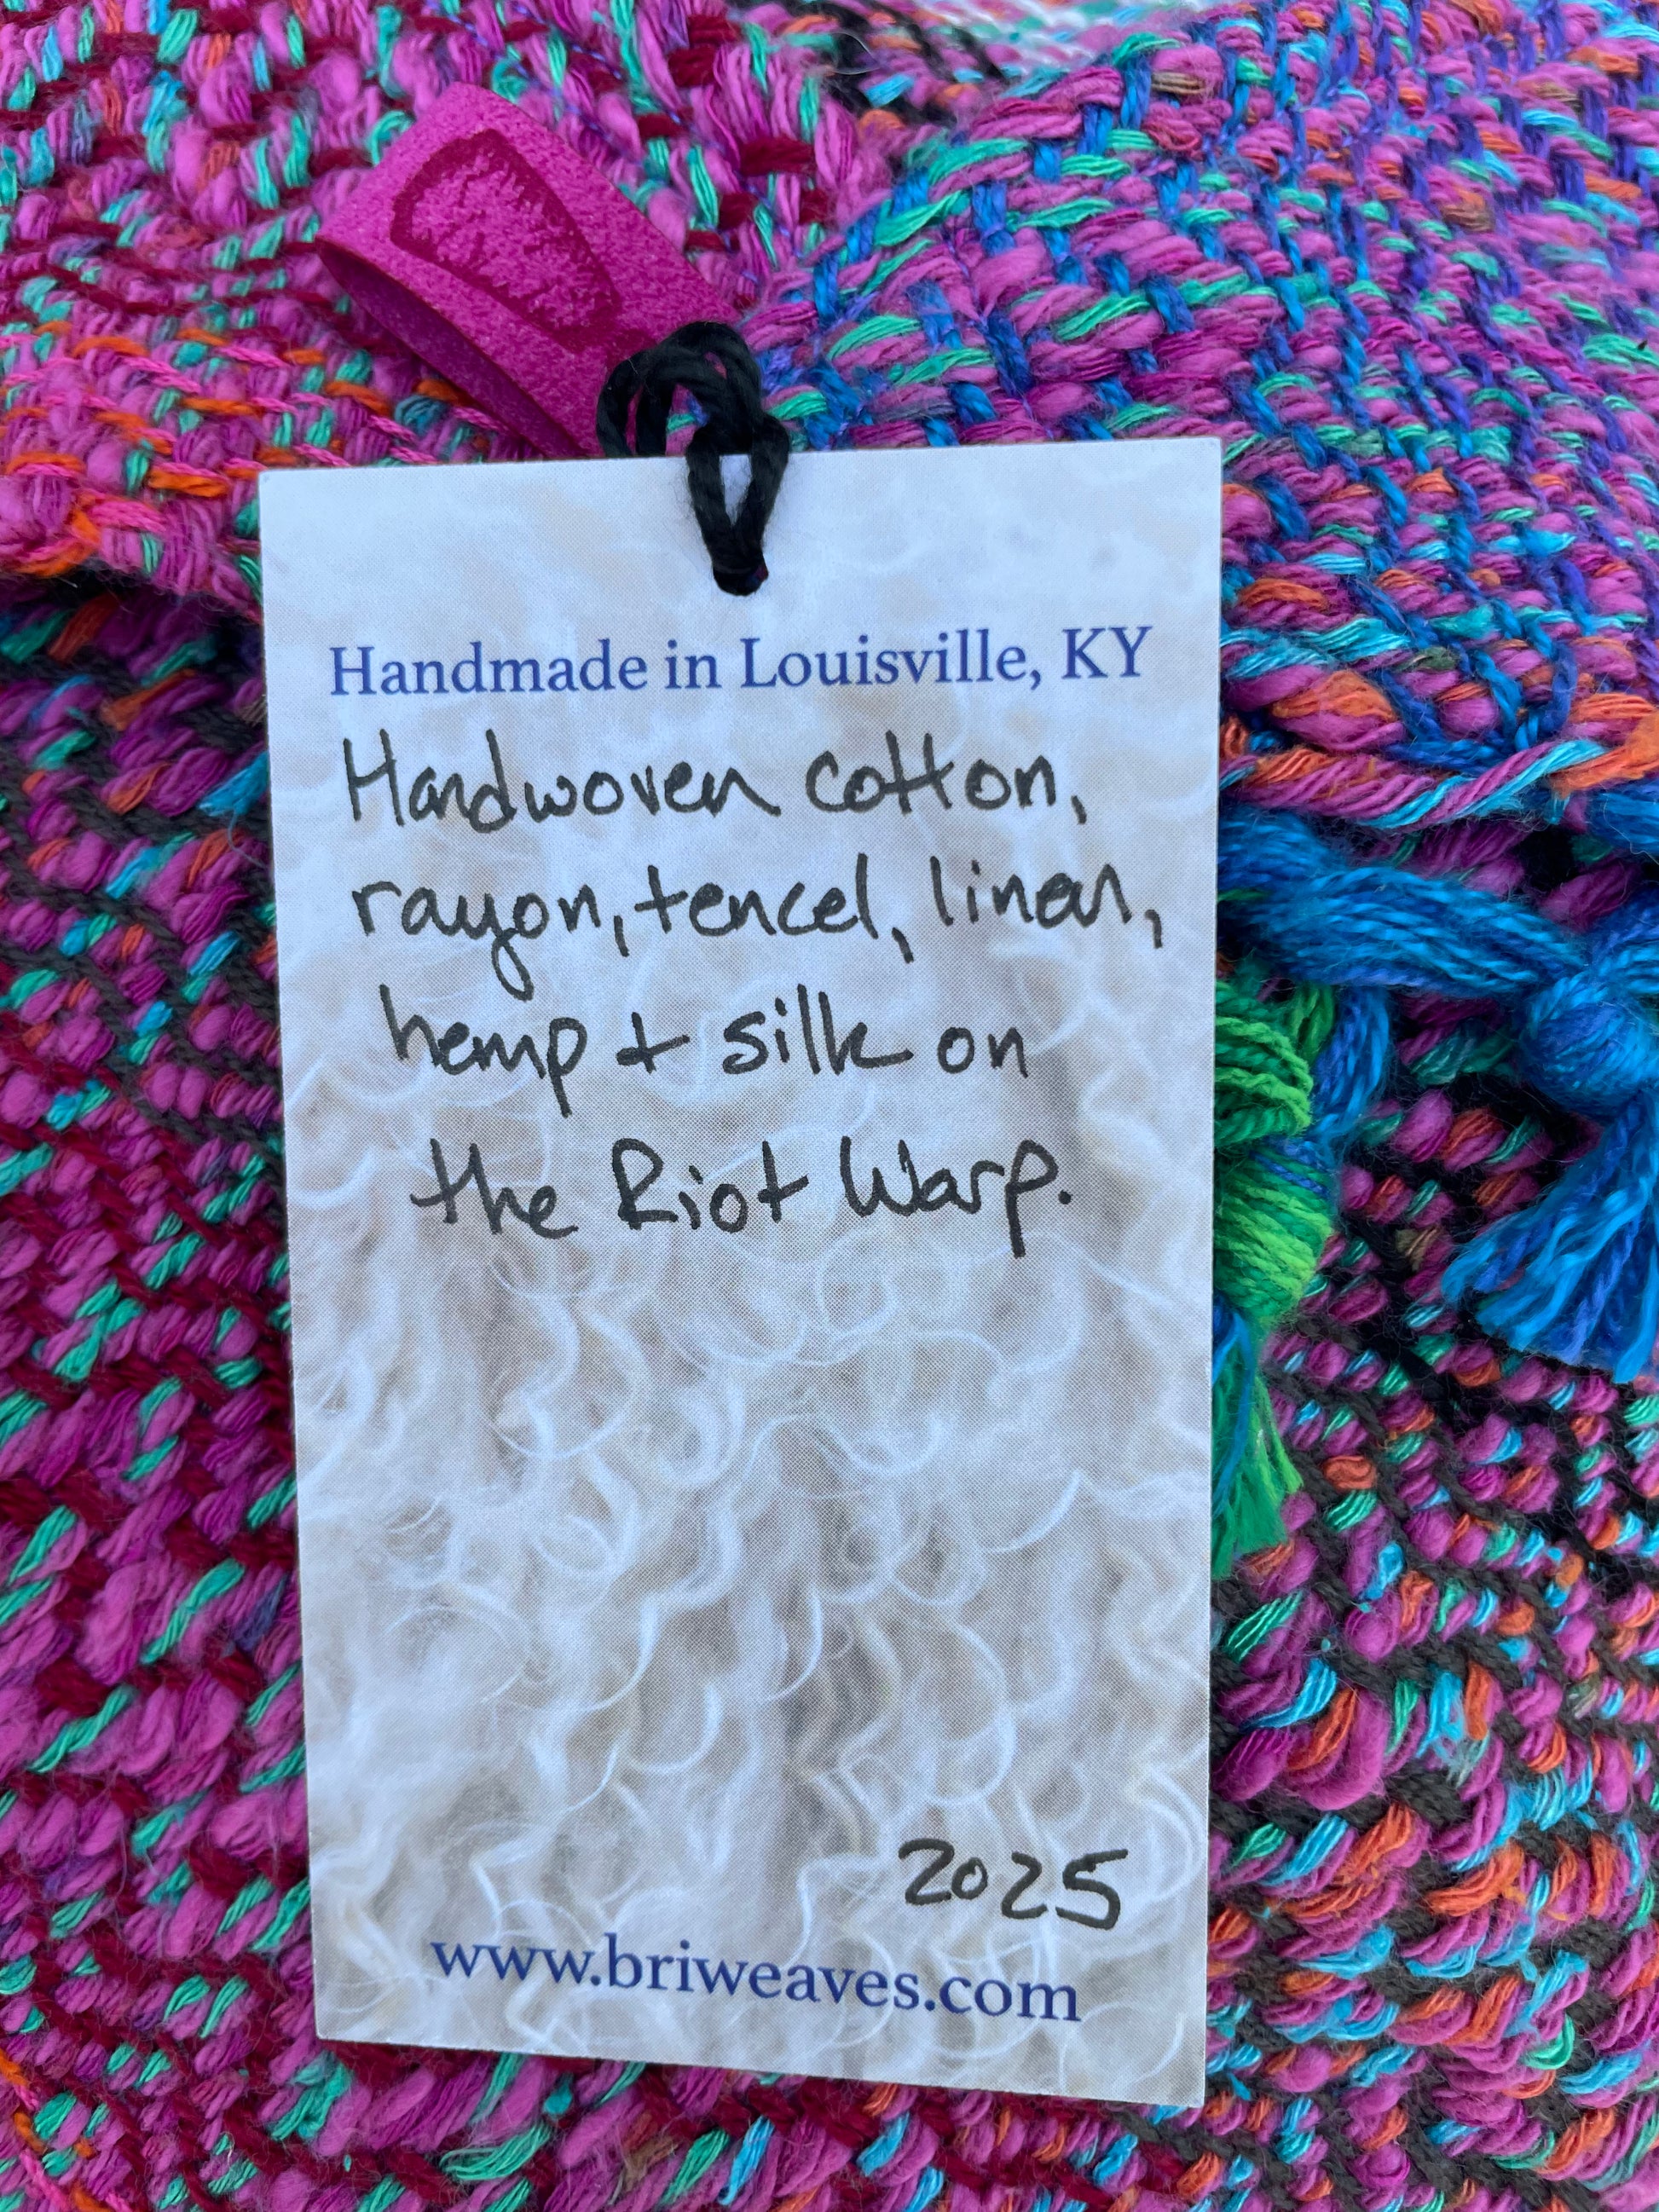 Handmade in Louisville, KY
Handwoven cotton,
rayon, tencel, linen,
hemp + silk on
the Riot Warp.
2025
www.briweaves.com